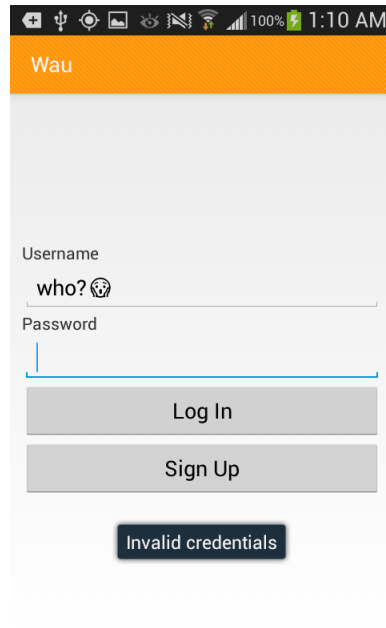 100% 1:10 AM
Wau
Username
who?😱
Password
Log In
Sign Up
Invalid credentials